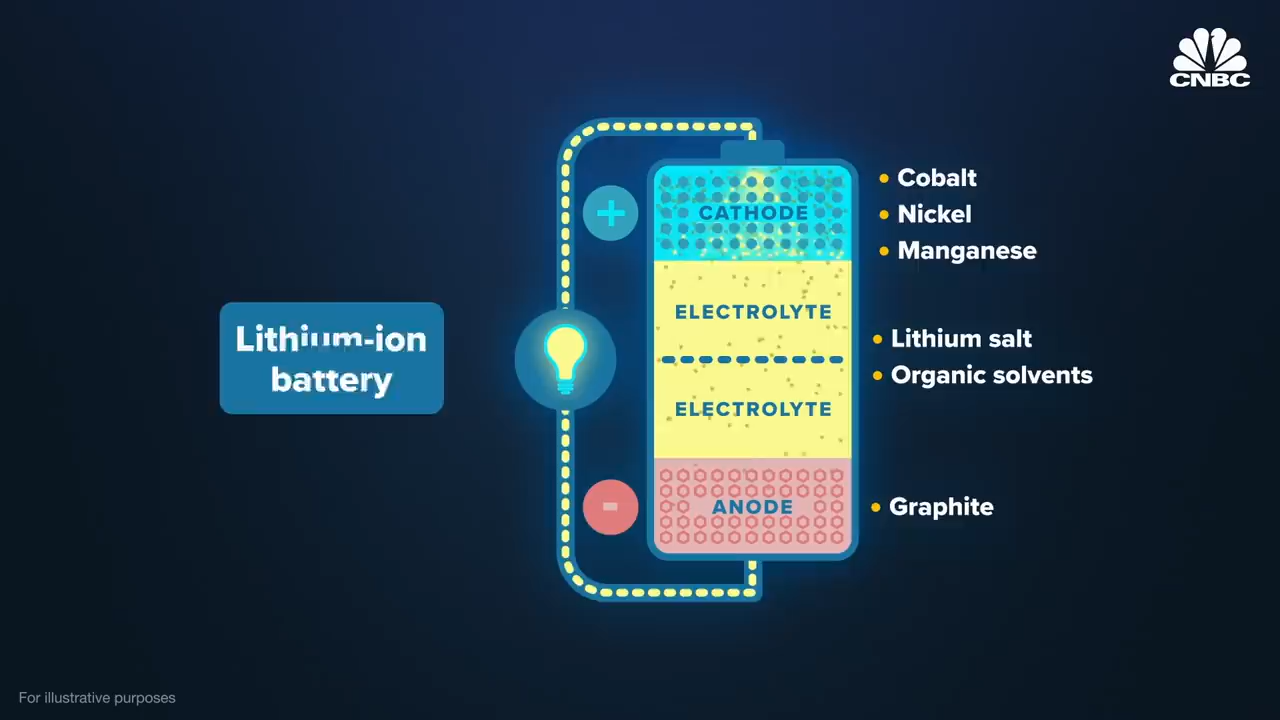 CNBC
Lithium-ion
battery
+
CATHODE
ELECTROLYTE
ELECTROLYTE
-
ANODE
• Cobalt
• Nickel
• Manganese
• Lithium salt
• Organic solvents
• Graphite
For illustrative purposes